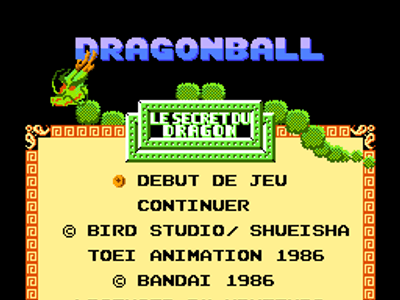 DRAGONBALL
LE SECRET DU
DRAGON
DEBUT DE JEU
CONTINUER
© BIRD STUDIO/ SHUEISHA
TOEI ANIMATION 1986
© BANDAI 1986